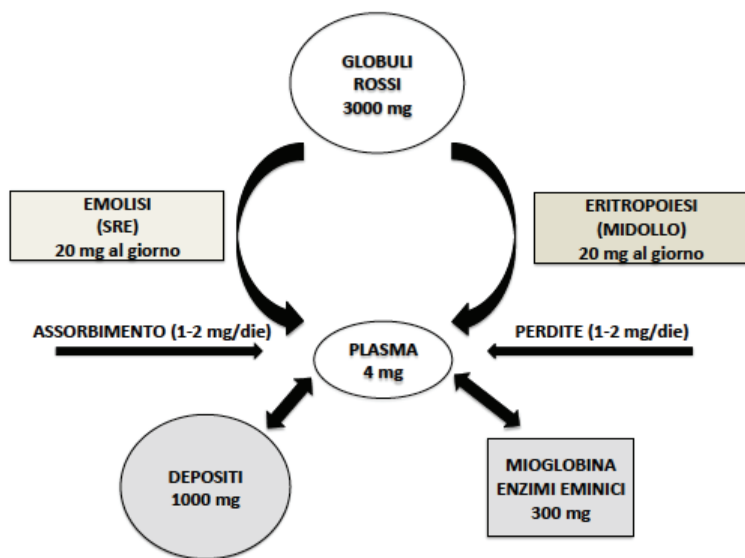 GLOBULI
ROSSI
3000 mg
EMOLISI
(SRE)
20 mg al giorno
ERITROPOIESI
(MIDOLLO)
20 mg al giorno
ASSORBIMENTO (1-2 mg/die)
PERDITE (1-2 mg/die)
PLASMA
4 mg
DEPOSITI
1000 mg
MIOGLOBINA
ENZIMI EMINICI
300 mg